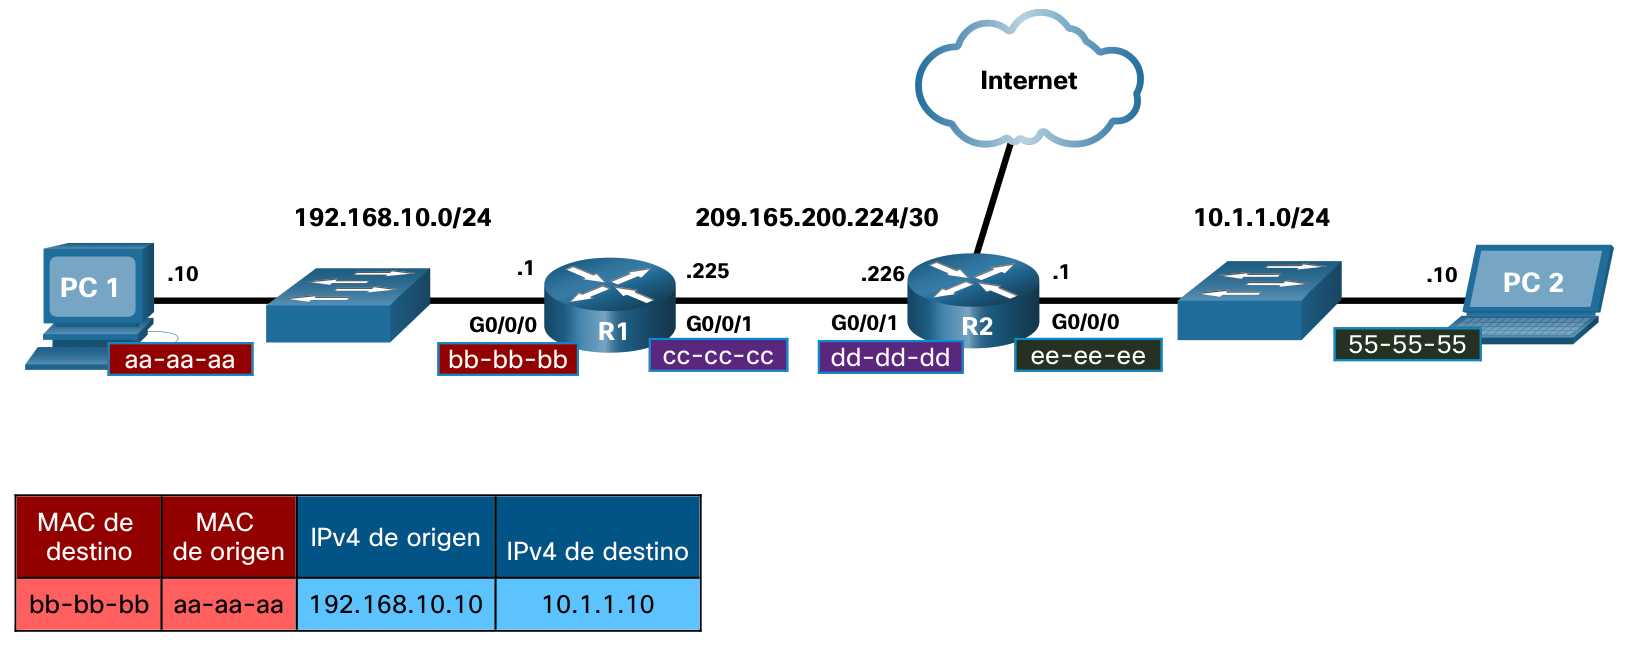 Internet
192.168.10.0/24
209.165.200.224/30
10.1.1.0/24
PC 1
.10
.1
.225
.226
.1
.10
PC 2
G0/0/0
R1
G0/0/1
G0/0/1
R2
G0/0/0
aa-aa-aa
bb-bb-bb
cc-cc-cc
dd-dd-dd
ee-ee-ee
55-55-55
MAC de
destino
MAC
de origen
IPv4 de origen
IPv4 de destino
bb-bb-bb
aa-aa-aa
192.168.10.10
10.1.1.10